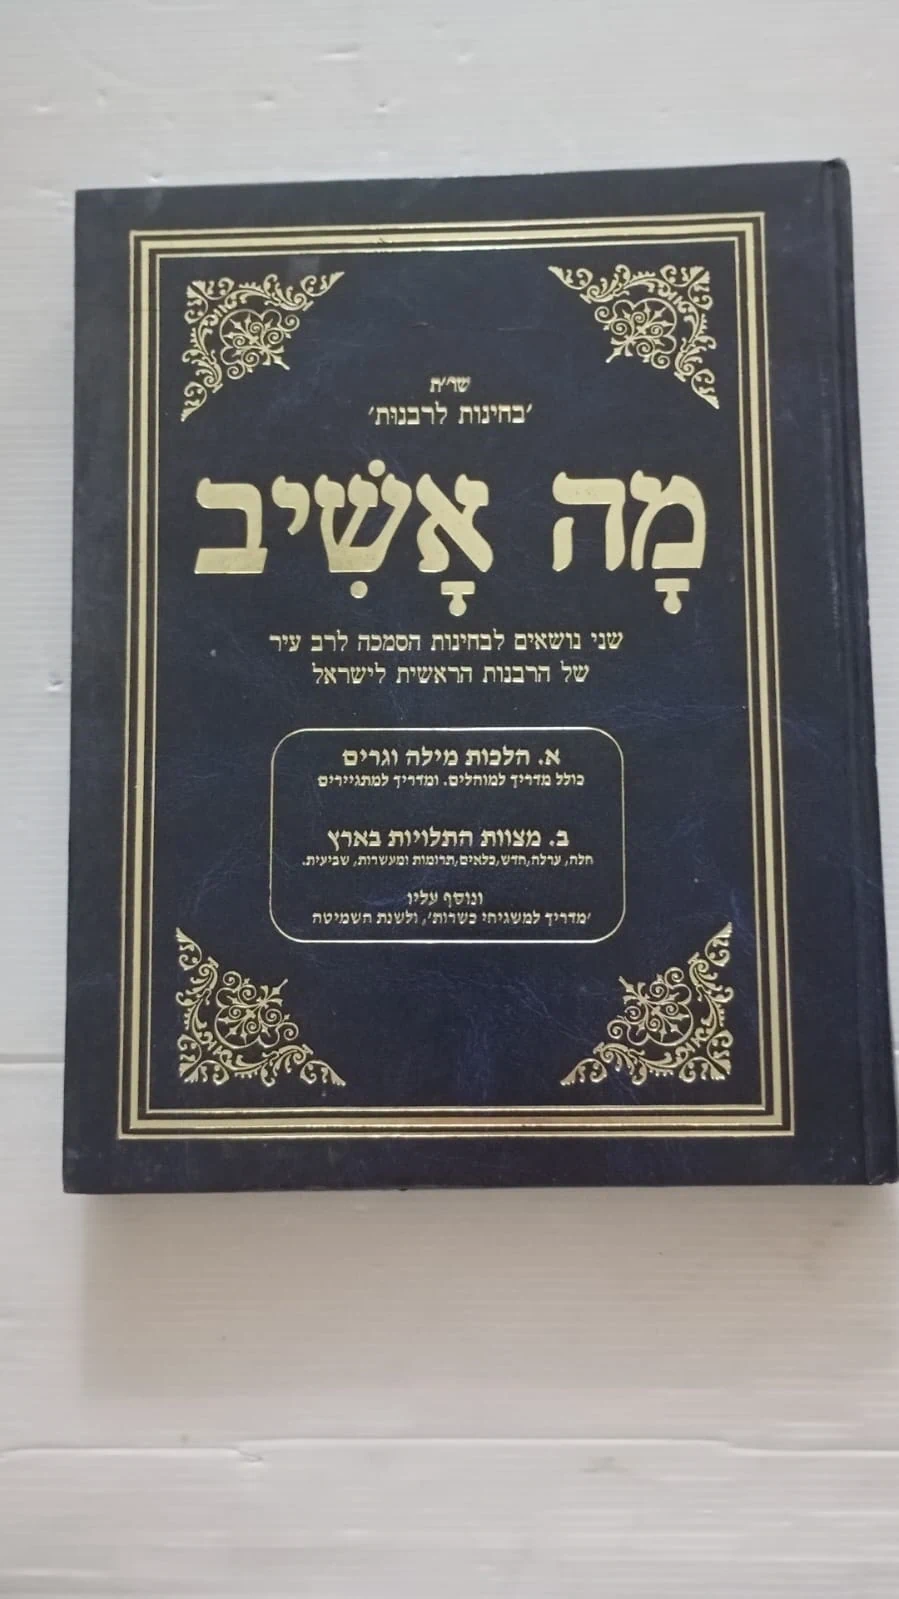 שו״ת
'בחינות לרבנות'
מָה אָשִׁיב
שני נושאים לבחינות הסמכה לרב עיר
של הרבנות הראשית לישראל
א. הלכות מילה וגרים
כולל מדריך למוהלים. ומדריך למתגיירים
ב. מצוות התלויות בארץ
חלה, ערלה,חדש,כלאים,תרומות ומעשרות, שביעית.
ונוסף עליו
'מדריך למשגיחי כשרות', ולשנת השמיטה